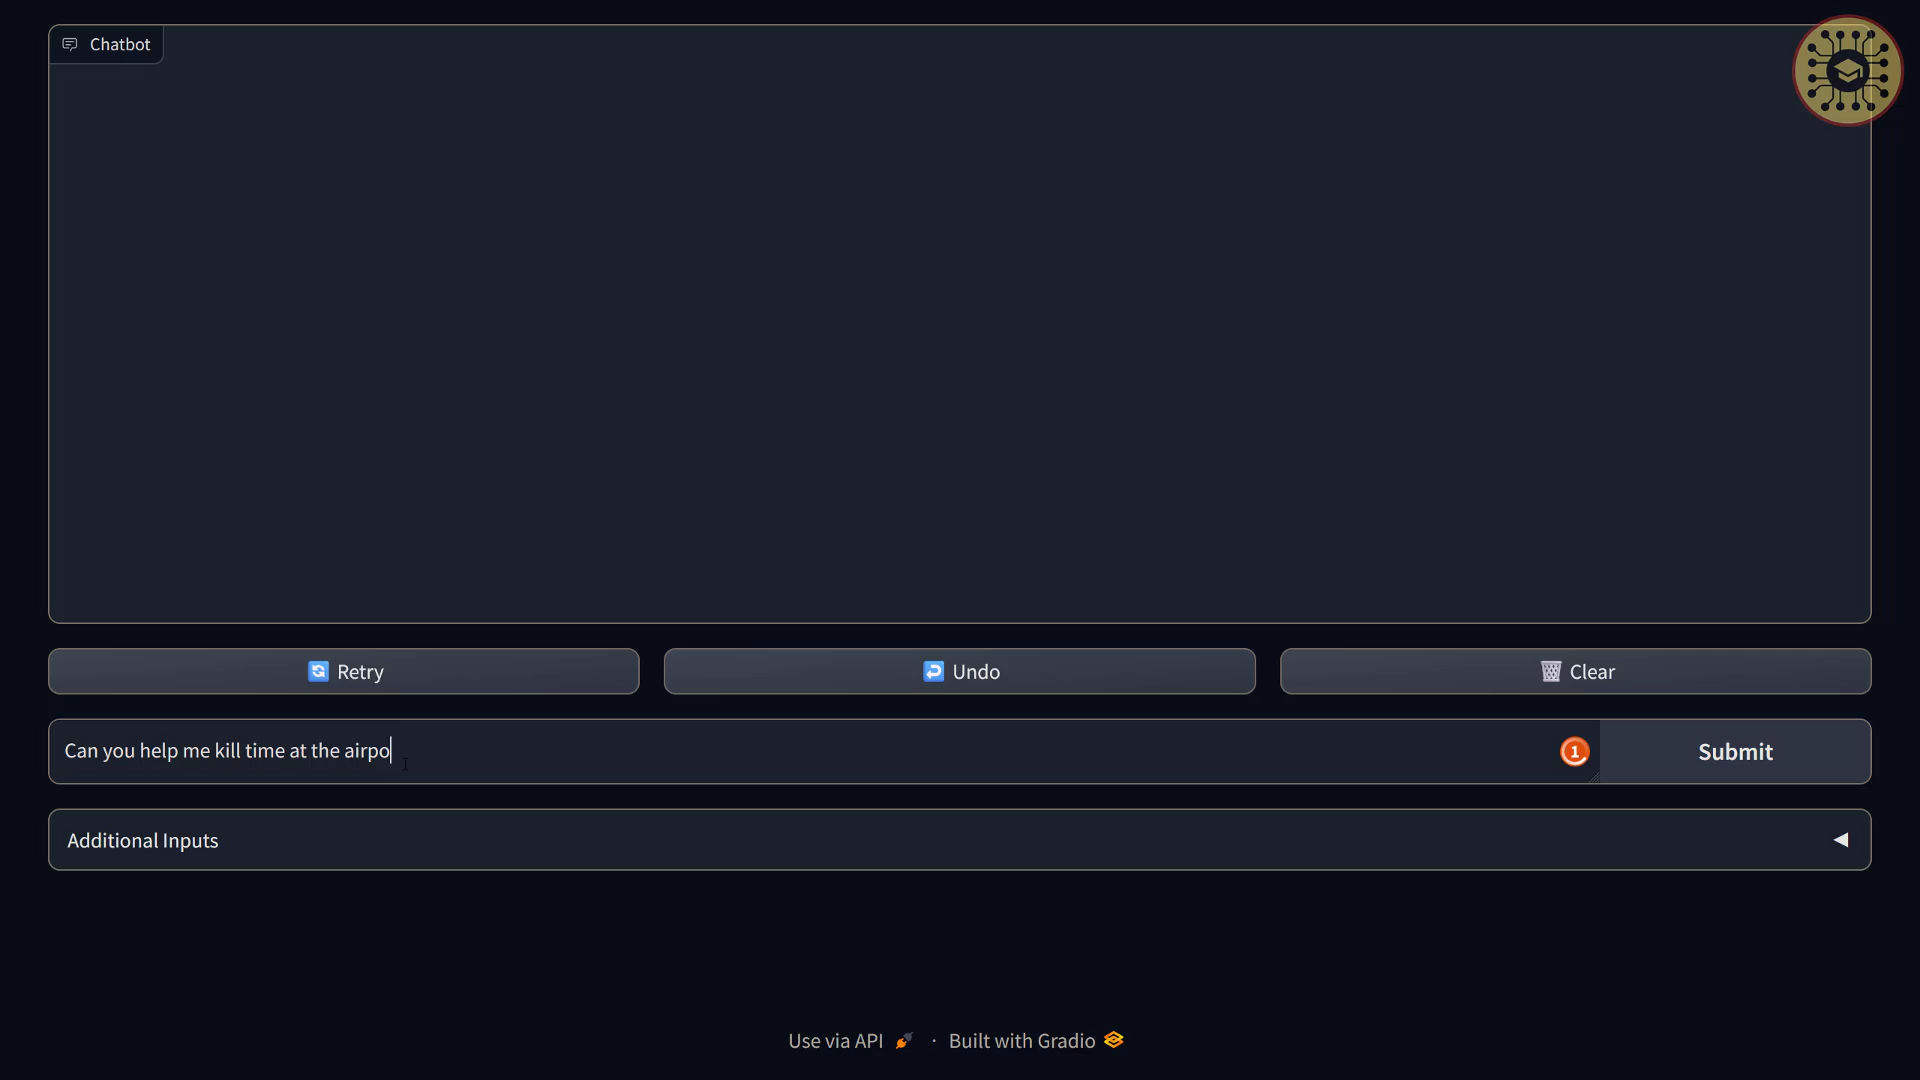 Chatbot
Retry
Undo
Clear
Can you help me kill time at the airpo
1
Submit
Additional Inputs
Use via API · Built with Gradio